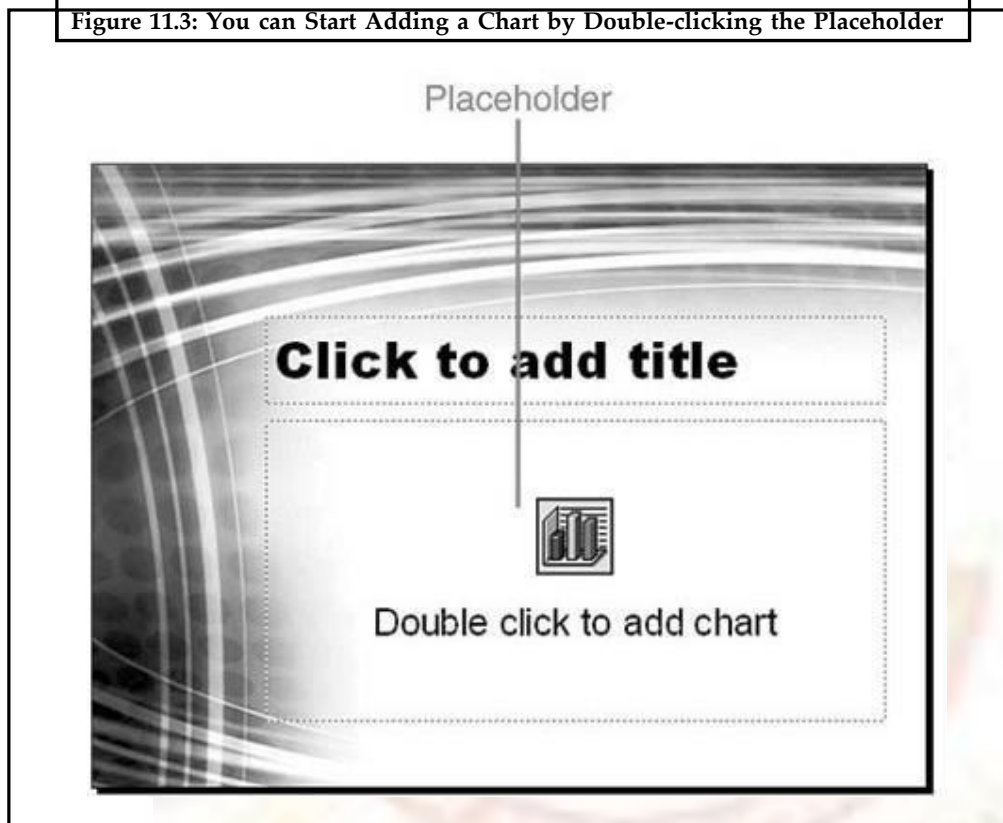 Figure 11.3: You can Start Adding a Chart by Double-clicking the Placeholder
Placeholder
Click to add title
Double click to add chart